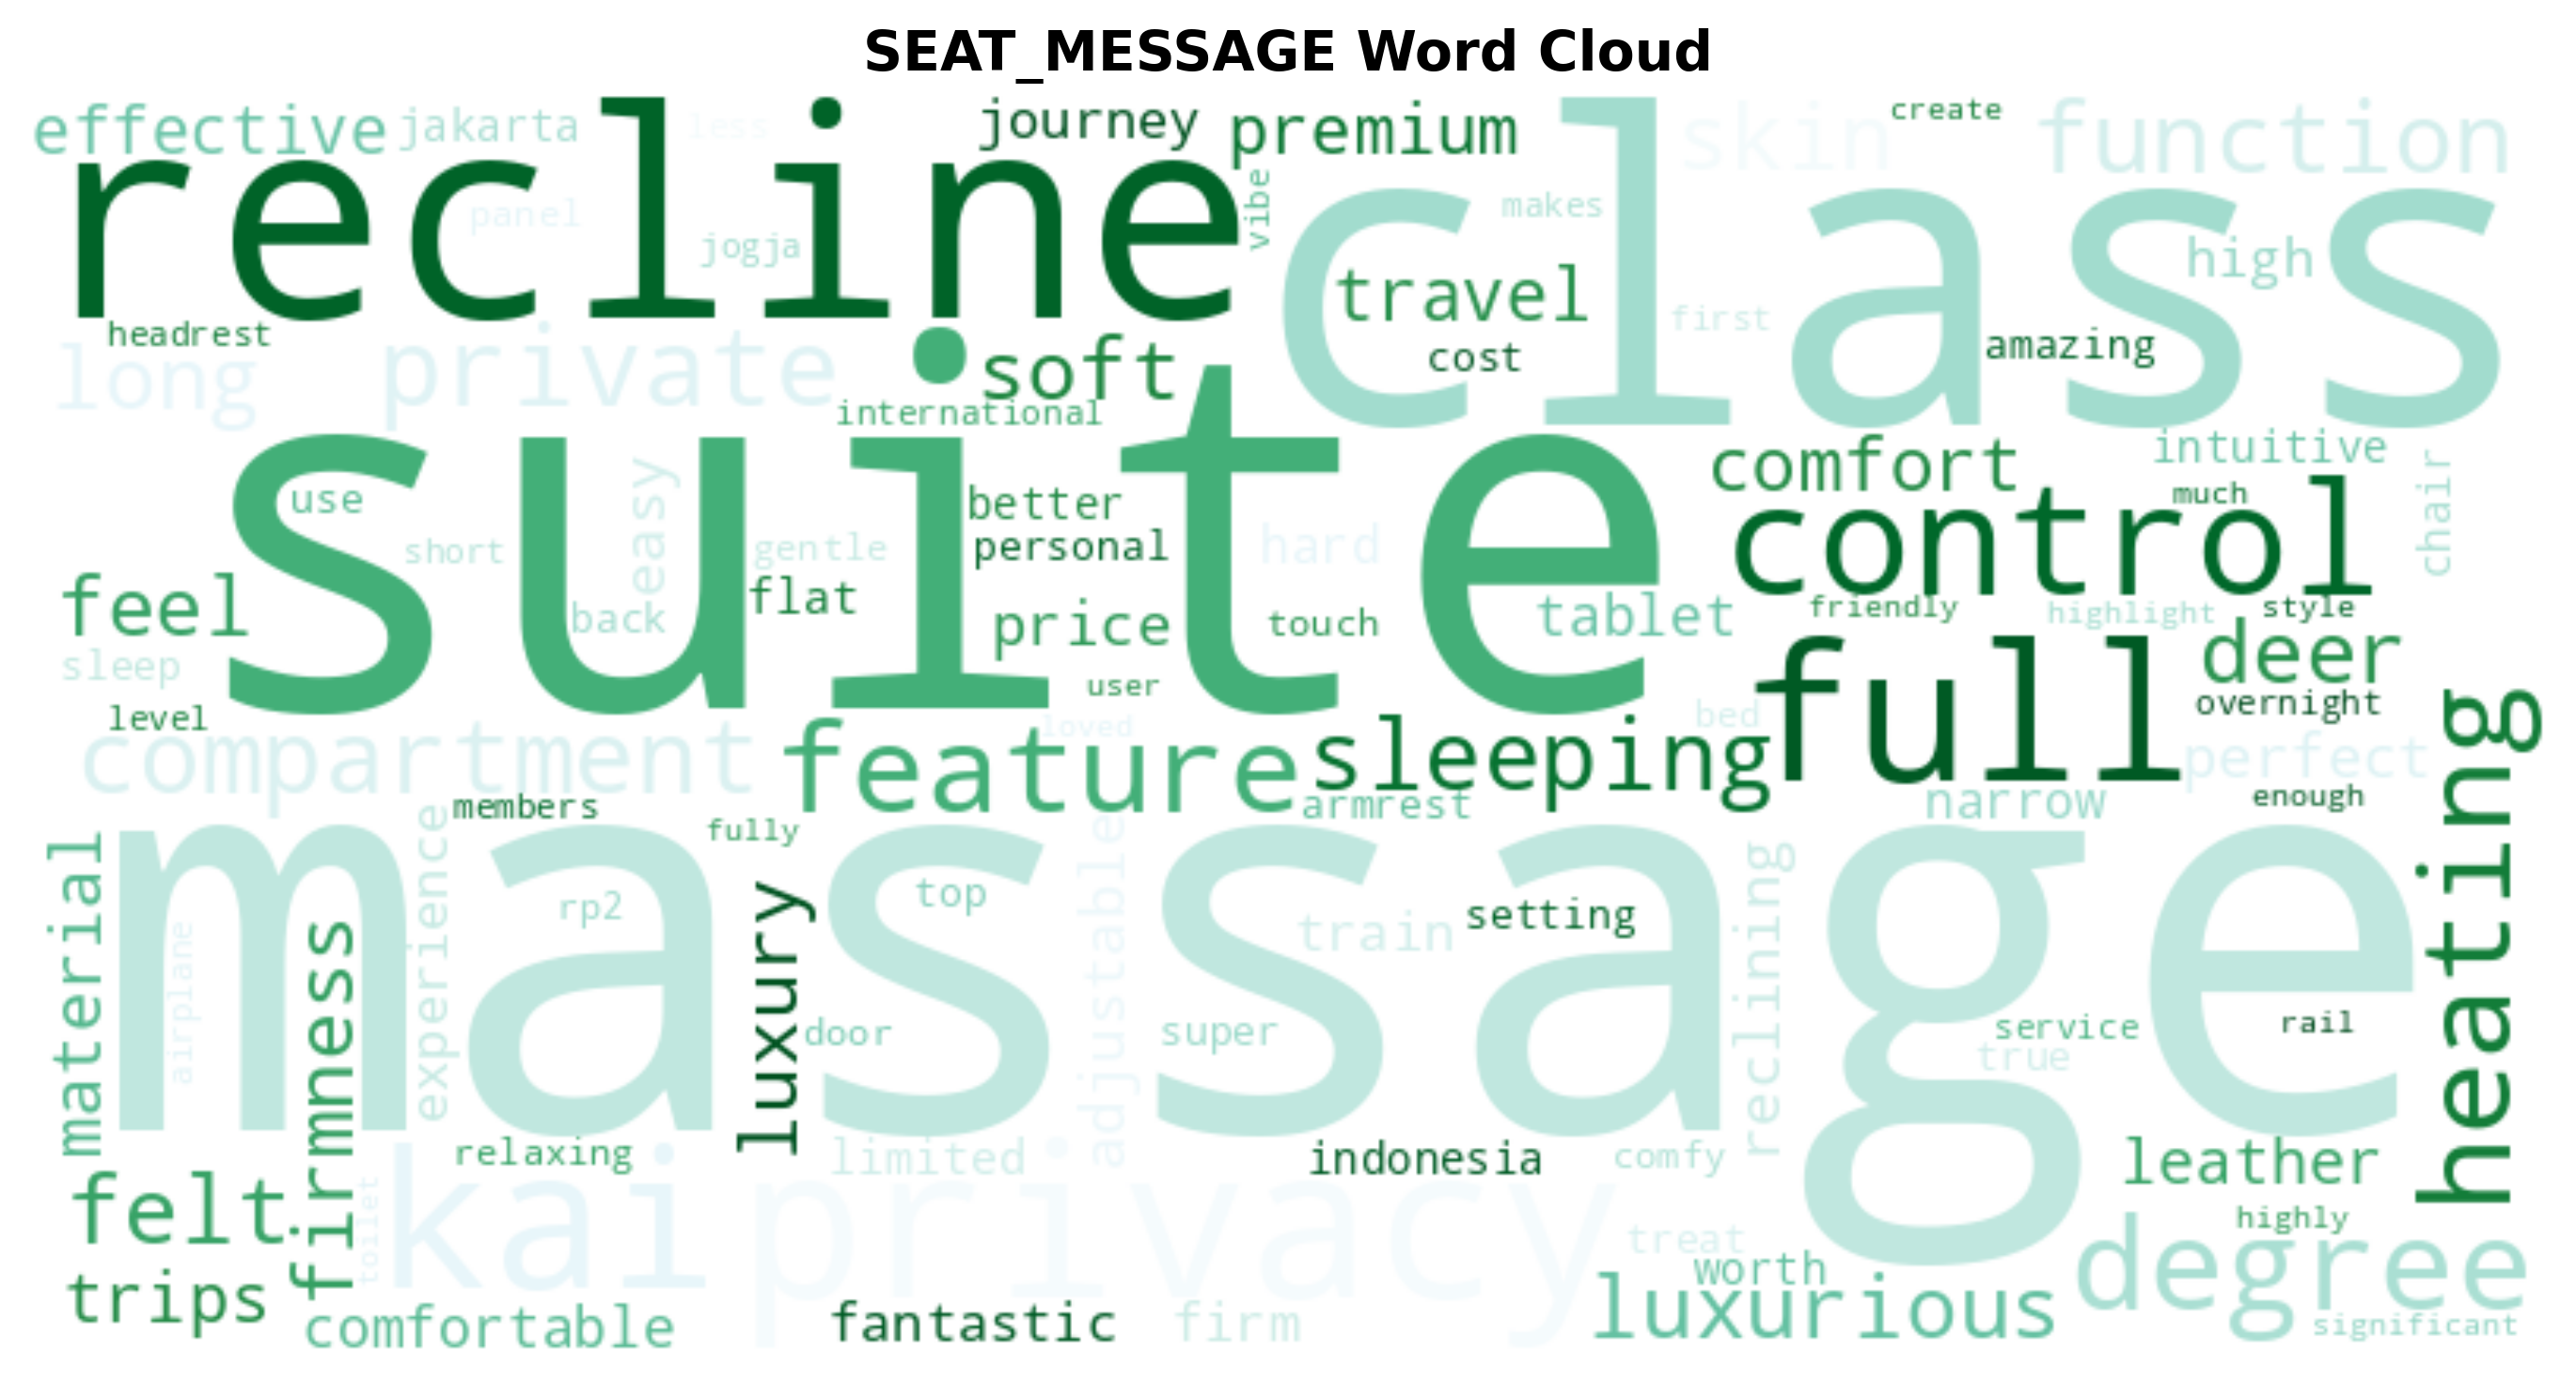 SEAT_MESSAGE Word Cloud
effective
jakarta
less
journey
premium
skin
create
function
recline
class
vibe
makes
panel
jogja
travel
high
first
headrest
long
private
soft
cost
amazing
international
suite
comfort
intuitive
chair
use
easy
better
much
control
short
gentle
personal
hard
feel
back
flat
price
touch
tablet
friendly
highlight
style
sleep
deer
user
full
overnight
level
compartment
loved
feature
sleeping
bed
perfect
heating
members
armrest
narrow
enough
fully
material
massage
experience
rp2
top
adjustable
train
setting
reclining
airplane
firmness
luxury
door
super
service
rail
true
relaxing
limited
indonesia
comfy
leather
felt
toilet
kai
privacy
highly
treat
degree
trips
worth
luxurious
comfortable
fantastic
firm
significant